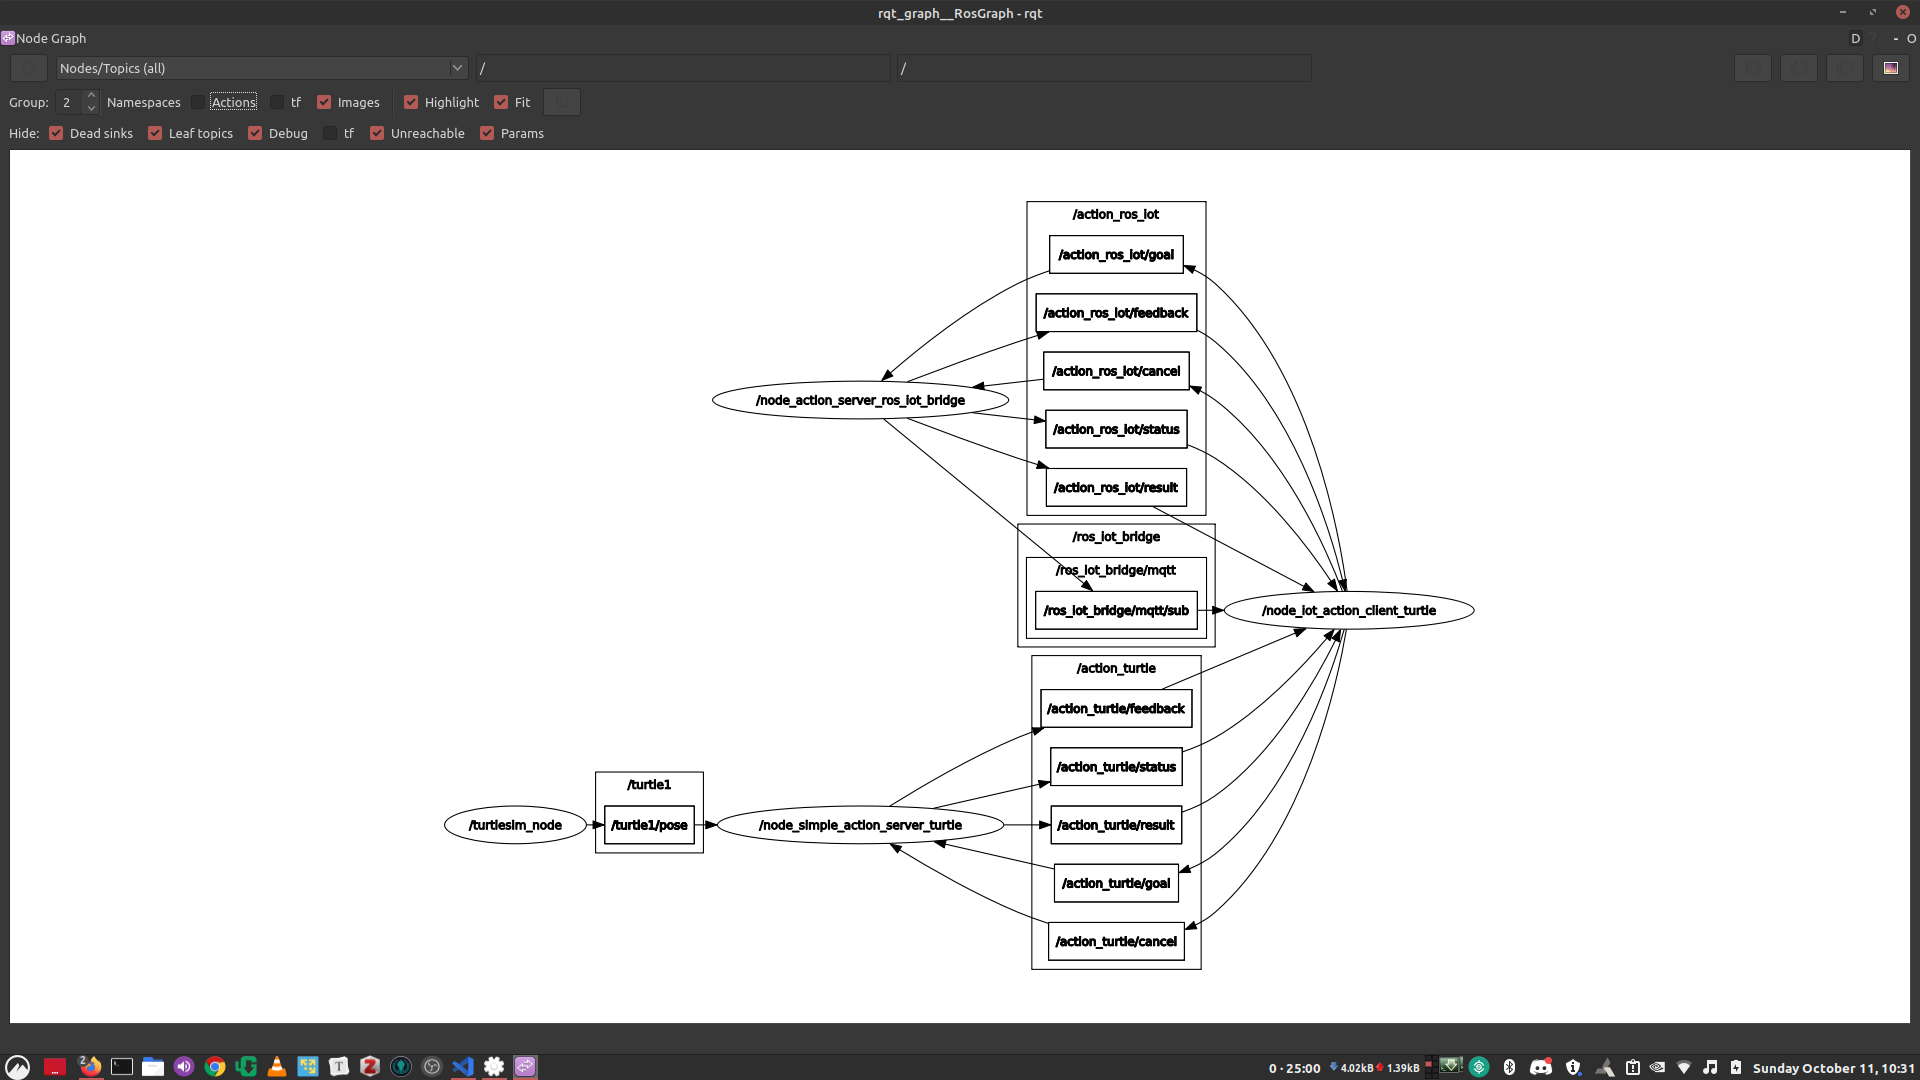 rqt_graph__RosGraph - rqt
Node Graph
D
- O
Nodes/Topics (all)
/
/
Group: 2 Namespaces Actions tf Images Highlight Fit
Hide: Dead sinks Leaf topics Debug tf Unreachable Params
/action_ros_iot
/action_ros_iot/goal
/action_ros_iot/feedback
/action_ros_iot/cancel
/node_action_server_ros_iot_bridge
/action_ros_iot/status
/action_ros_iot/result
/ros_iot_bridge
/ros_iot_bridge/mqtt
/ros_iot_bridge/mqtt/sub
/node_iot_action_client_turtle
/action_turtle
/action_turtle/feedback
/action_turtle/status
/turtle1
/turtlesim_node
/turtle1/pose
/node_simple_action_server_turtle
/action_turtle/result
/action_turtle/goal
/action_turtle/cancel
2
0 · 25:00
4.02kB
1.39kB
Sunday October 11, 10:31